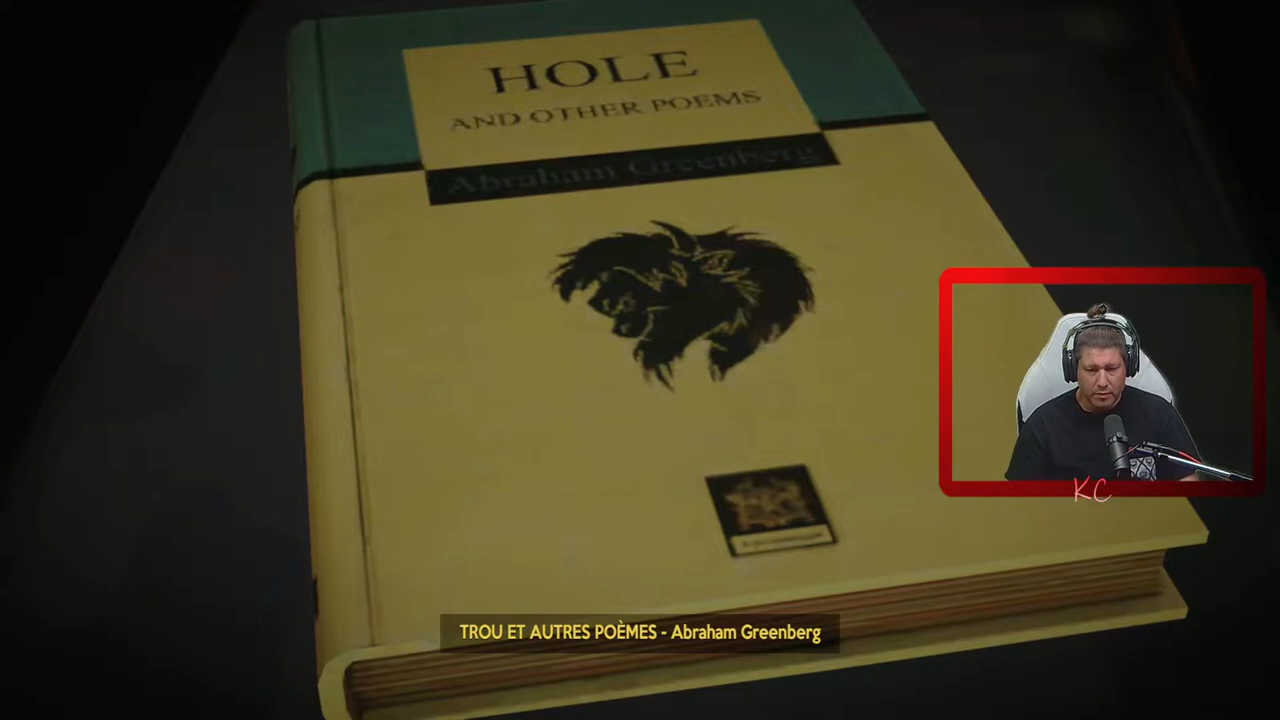 HOLE
AND OTHER POEMS
Abraham Greenberg
KC
TROU ET AUTRES POÈMES - Abraham Greenberg